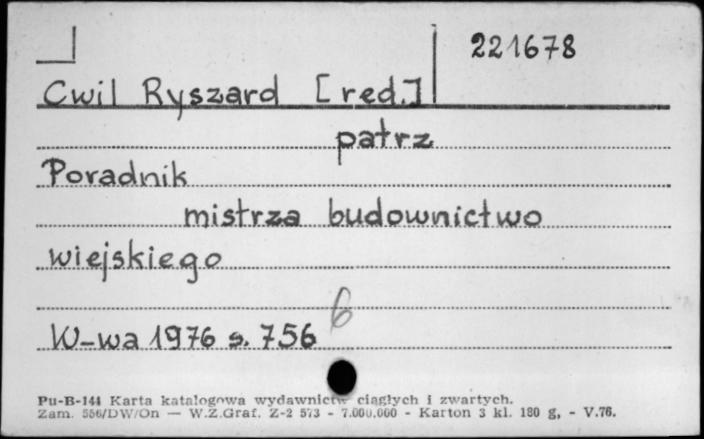 221678
Cwil Ryszard [red.]
patrz
Poradnik
mistrza budownictwo
wiejskiego
6
W-wa 1976 s. 756
Pu-B-144 Karta katalogowa wydawnictw ciągłych i zwartych.
Zam. 556/DW/On — W.Z.Graf. Z-2 573 - 7.000.000 - Karton 3 kl. 180 g, - V.76.